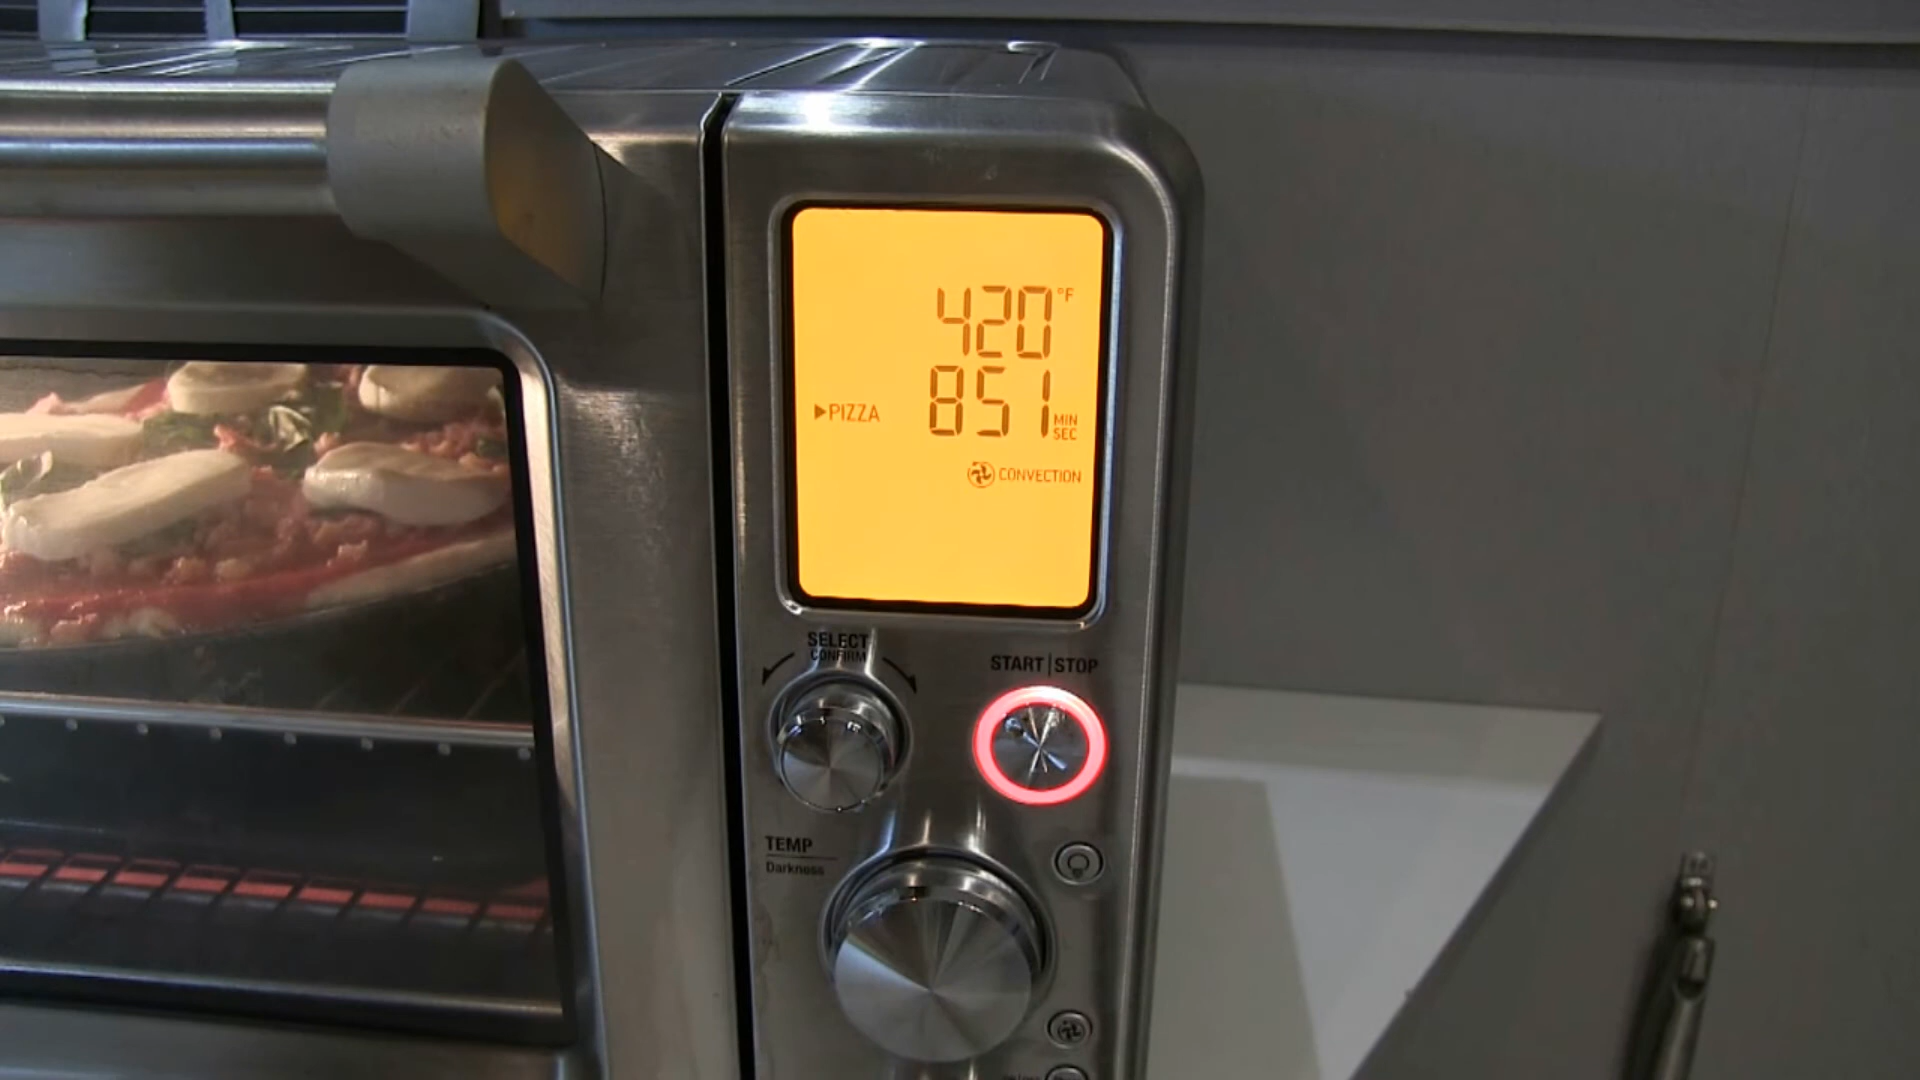 420°F
▶PIZZA 851 MIN SEC
CONVECTION
SELECT
CONFIRM
START|STOP
TEMP
Darkness